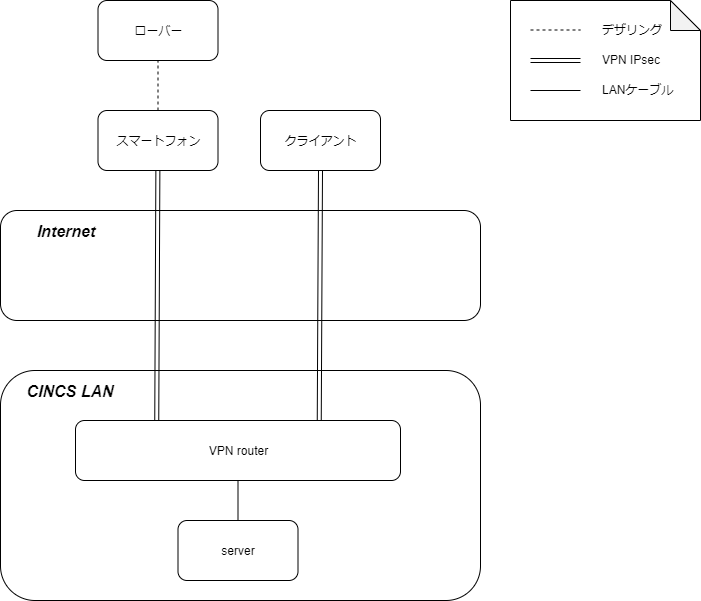 ローバー
デザリング
VPN IPsec
LANケーブル
スマートフォン
クライアント
Internet
CINCS LAN
VPN router
server